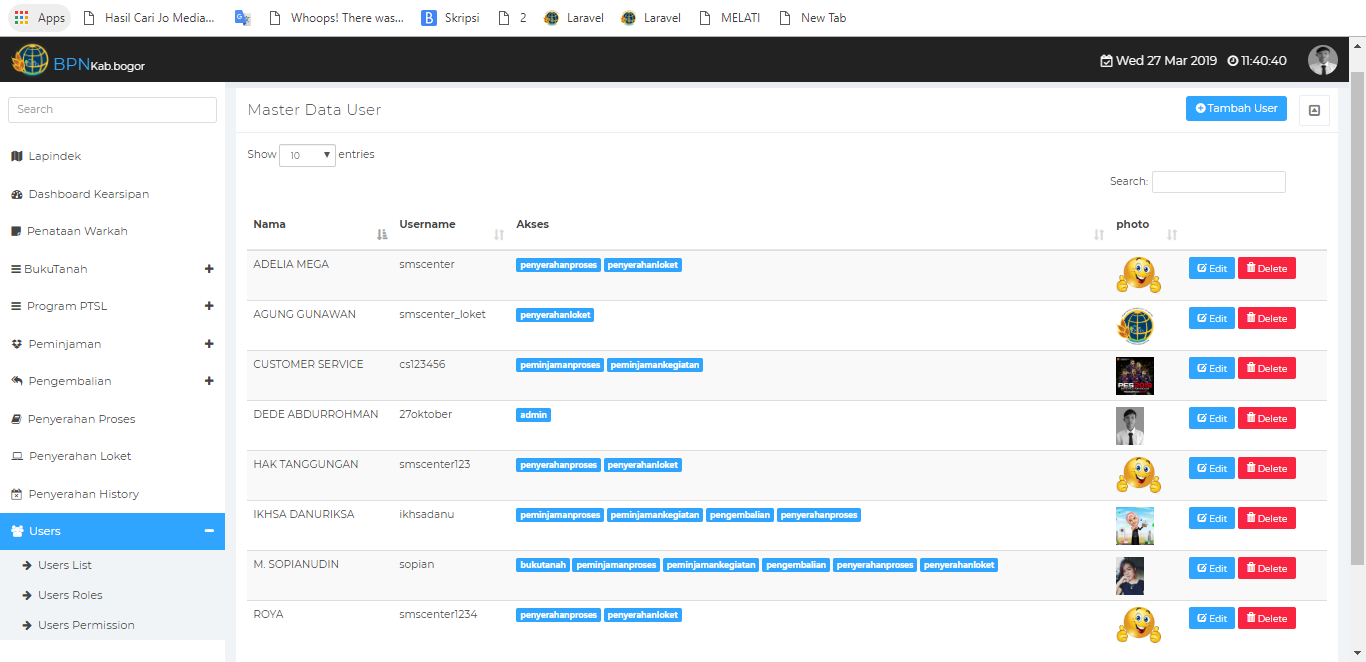 Apps Hasil Cari Jo Media... Whoops! There was... Skripsi 2 Laravel Laravel MELATI New Tab
BPNKab.bogor Wed 27 Mar 2019 11:40:40
Search
Lapindek
Dashboard Kearsipan
Penataan Warkah
BukuTanah
Program PTSL
Peminjaman
Pengembalian
Penyerahan Proses
Penyerahan Loket
Penyerahan History
Users
Users List
Users Roles
Users Permission
Master Data User Tambah User
Show 10 entries
Search:
Nama Username Akses photo
ADELIA MEGA smscenter penyerahanproses penyerahanloket Edit Delete
AGUNG GUNAWAN smscenter_loket penyerahanloket Edit Delete
CUSTOMER SERVICE cs123456 peminjamanproses peminjamankegiatan Edit Delete
DEDE ABDURROHMAN 27oktober admin Edit Delete
HAK TANGGUNGAN smscenter123 penyerahanproses penyerahanloket Edit Delete
IKHSA DANURIKSA ikhsadanu peminjamanproses peminjamankegiatan pengembalian penyerahanproses Edit Delete
M. SOPIANUDIN sopian bukutanah peminjamanproses peminjamankegiatan pengembalian penyerahanproses penyerahanloket Edit Delete
ROYA smscenter1234 penyerahanproses penyerahanloket Edit Delete